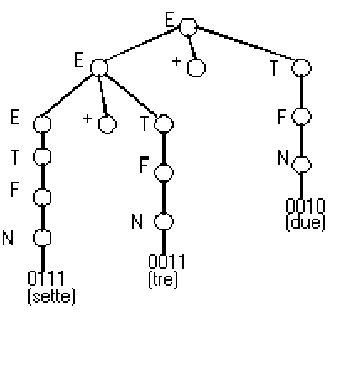 E
E + T
E + T F
T F N
F N 0010
N 0011 (due)
0111 (tre)
(sette)